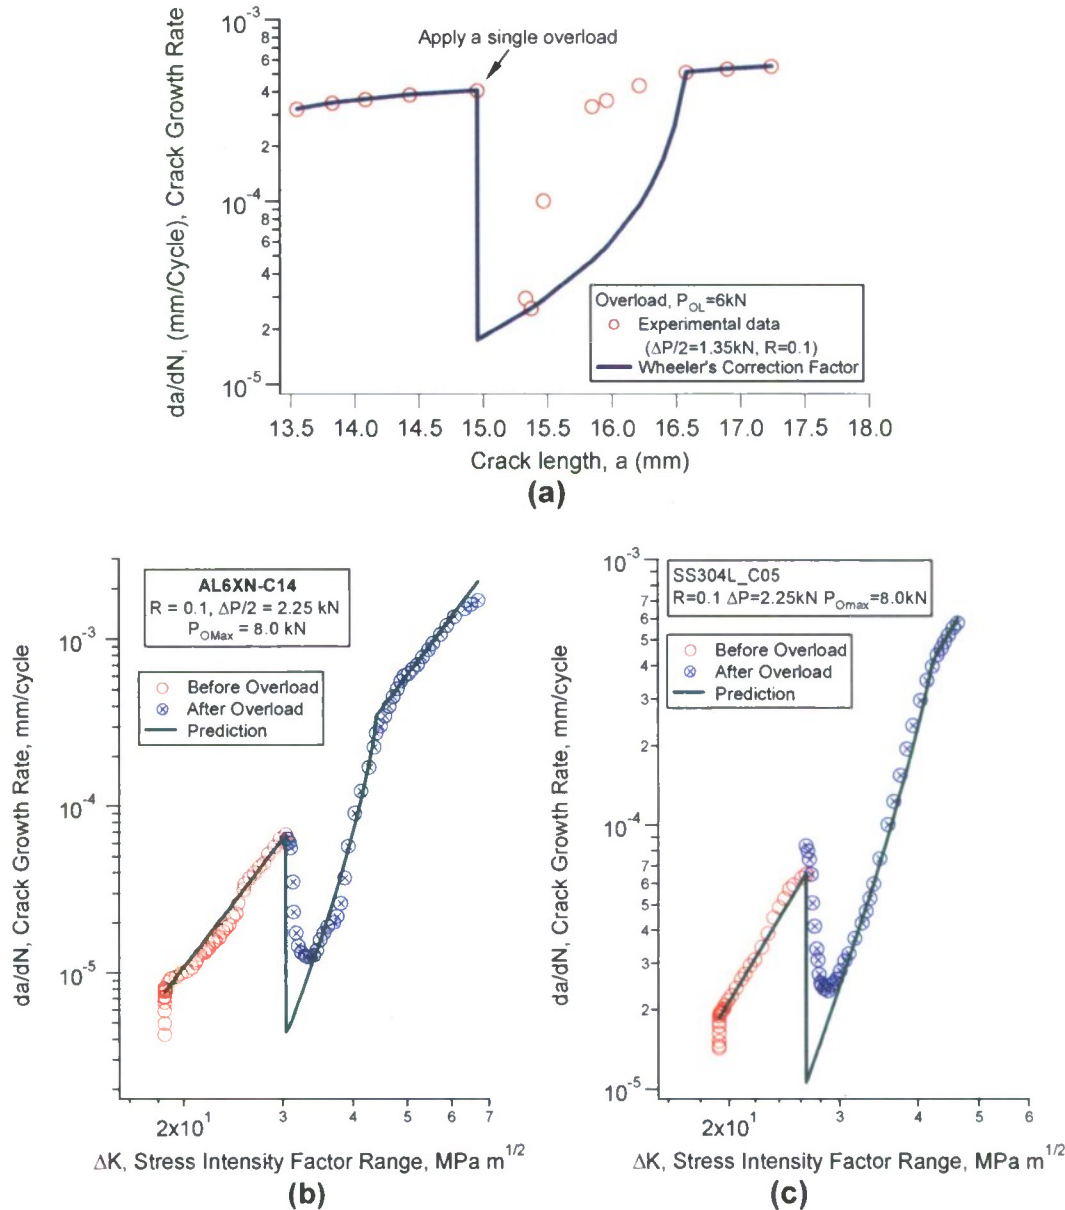 da/dN, (mm/Cycle), Crack Growth Rate
10⁻³
8
6
4
2
10⁻⁴
8
6
4
2
10⁻⁵
Apply a single overload
Overload, P_OL=6kN
Experimental data
(ΔP/2=1.35kN, R=0.1)
Wheeler's Correction Factor
13.5 14.0 14.5 15.0 15.5 16.0 16.5 17.0 17.5 18.0
Crack length, a (mm)
(a)
da/dN, Crack Growth Rate, mm/cycle
10⁻³
10⁻⁴
10⁻⁵
AL6XN-C14
R = 0.1, ΔP/2 = 2.25 kN
P_OMax = 8.0 kN
Before Overload
After Overload
Prediction
2x10¹ 3 4 5 6 7
ΔK, Stress Intensity Factor Range, MPa m^1/2
(b)
da/dN, Crack Growth Rate, mm/cycle
10⁻³
7
6
5
4
3
2
10⁻⁴
7
6
5
4
3
2
10⁻⁵
SS304L_C05
R=0.1 ΔP=2.25kN P_Omax=8.0kN
Before Overload
After Overload
Prediction
2x10¹ 3 4 5 6
ΔK, Stress Intensity Factor Range, MPa m^1/2
(c)